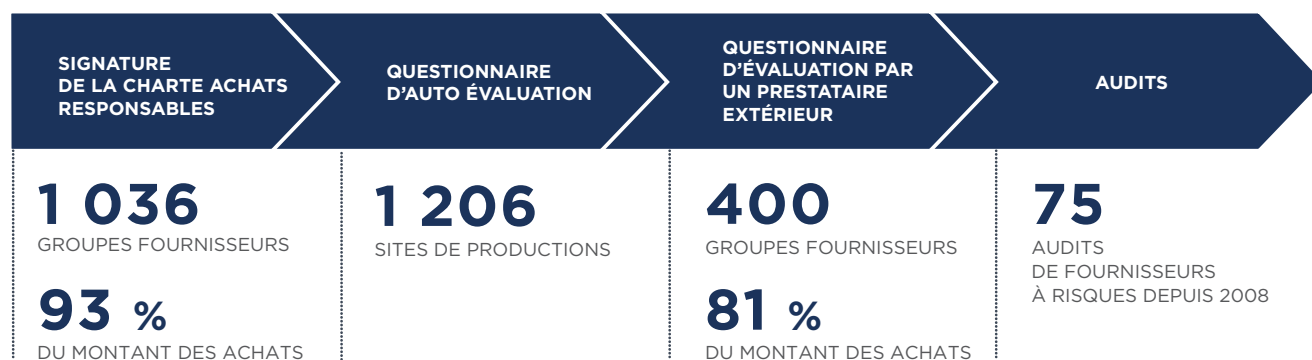 SIGNATURE
DE LA CHARTE ACHATS
RESPONSABLES
QUESTIONNAIRE
D'AUTO ÉVALUATION
QUESTIONNAIRE
D'ÉVALUATION PAR
UN PRESTATAIRE
EXTÉRIEUR
AUDITS
1 036
GROUPES FOURNISSEURS
93 %
DU MONTANT DES ACHATS
1 206
SITES DE PRODUCTIONS
400
GROUPES FOURNISSEURS
81 %
DU MONTANT DES ACHATS
75
AUDITS
DE FOURNISSEURS
À RISQUES DEPUIS 2008